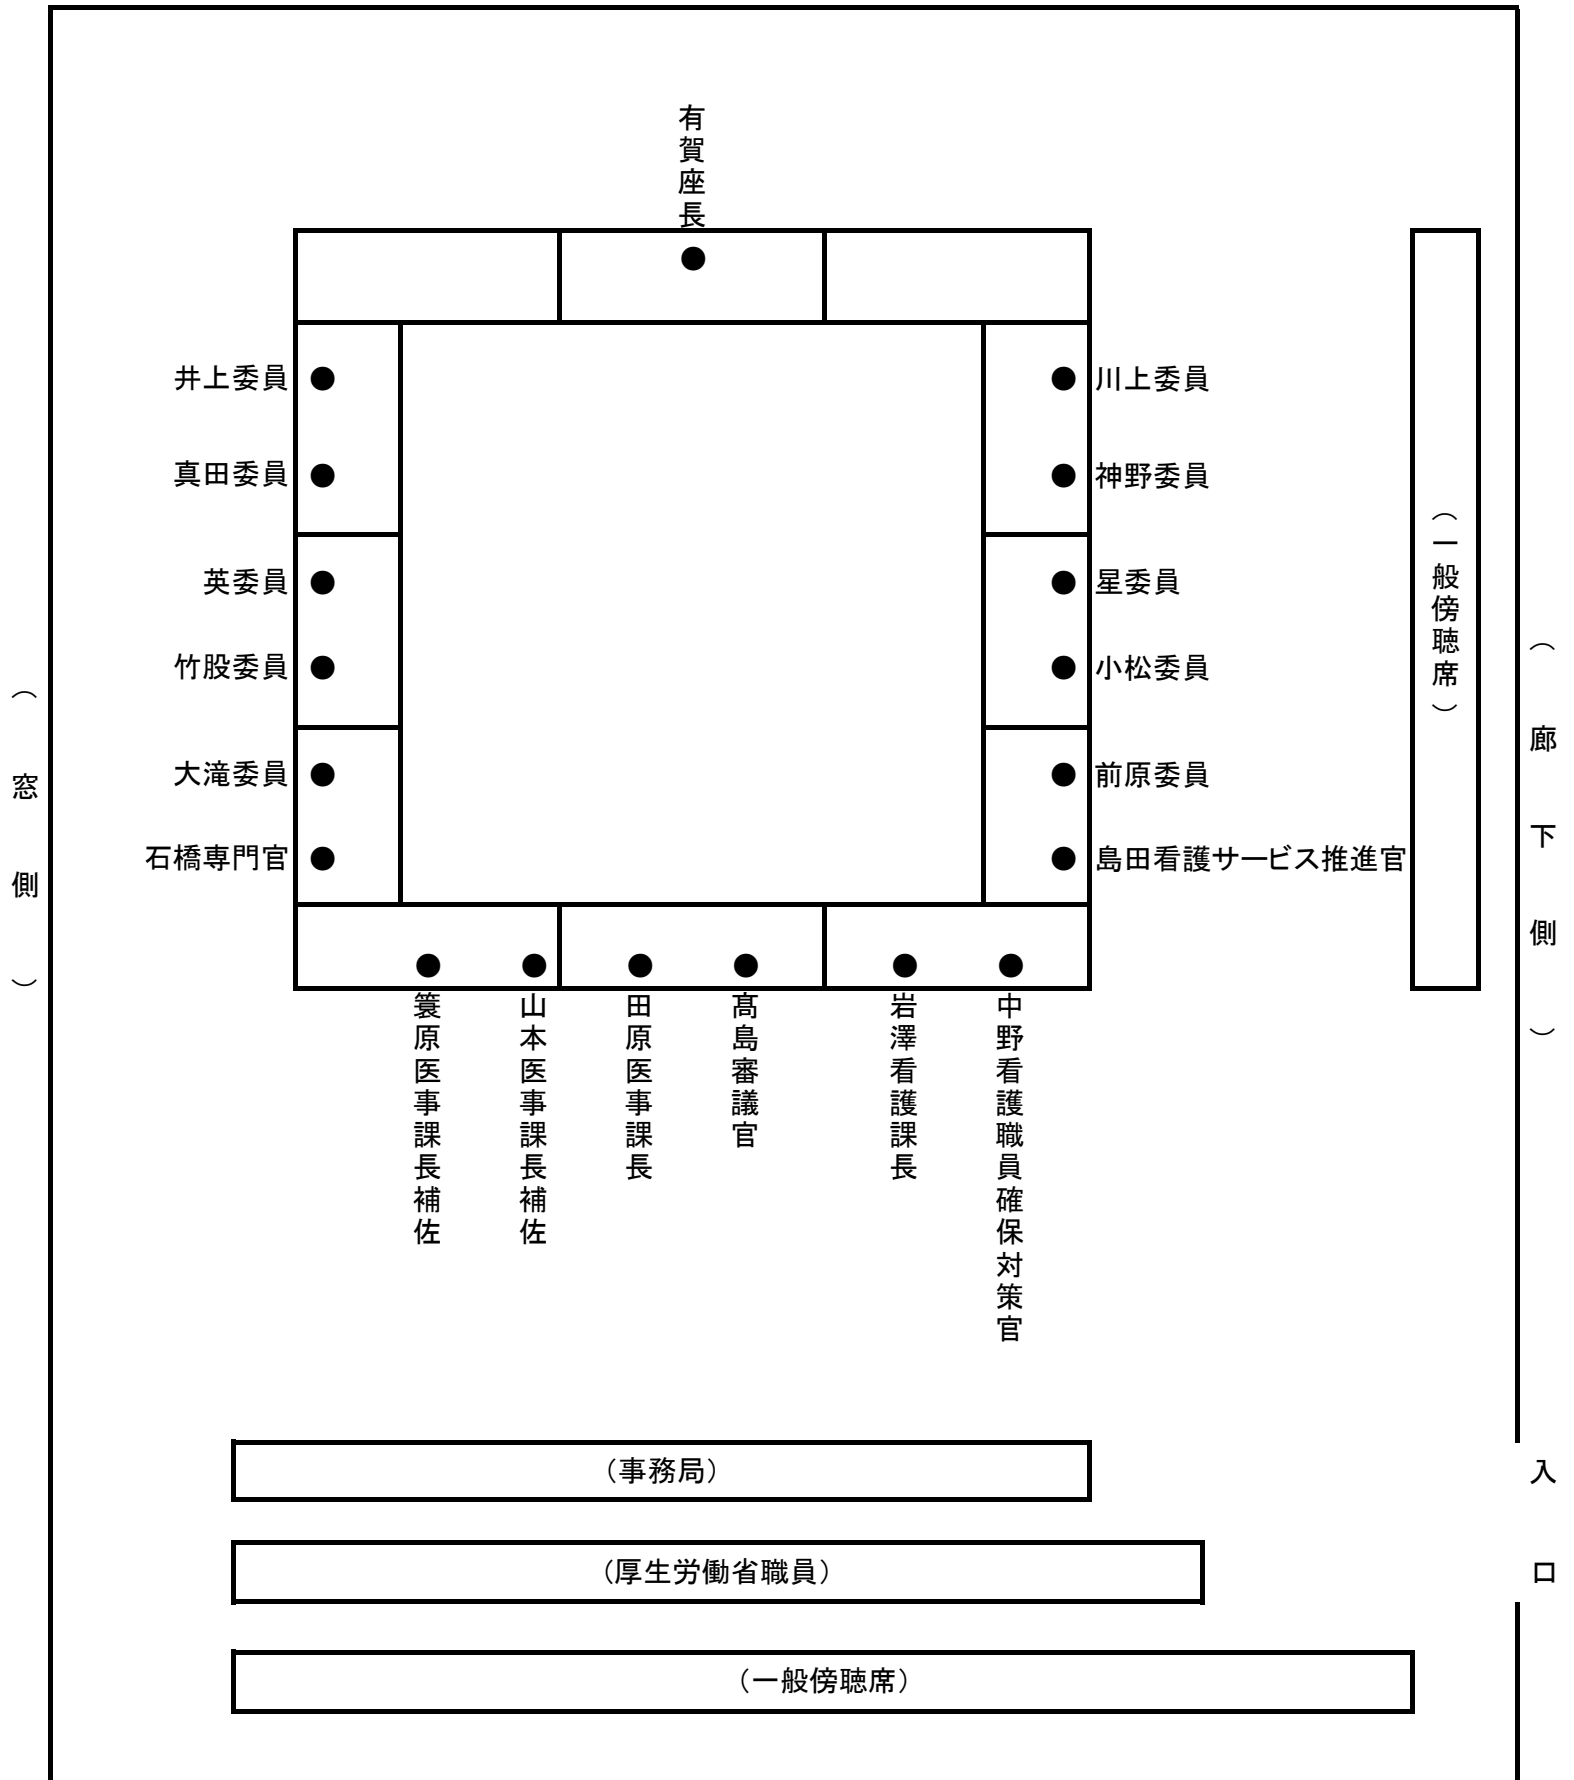 有賀座長
井上委員
川上委員
真田委員
神野委員
英委員
星委員
竹股委員
小松委員
大滝委員
前原委員
石橋専門官
島田看護サービス推進官
（一般傍聴席）
（窓側）
（廊下側）
簑原医事課長補佐
山本医事課長補佐
田原医事課長
髙島審議官
岩澤看護課長
中野看護職員確保対策官
（事務局）
（厚生労働省職員）
（一般傍聴席）
入口